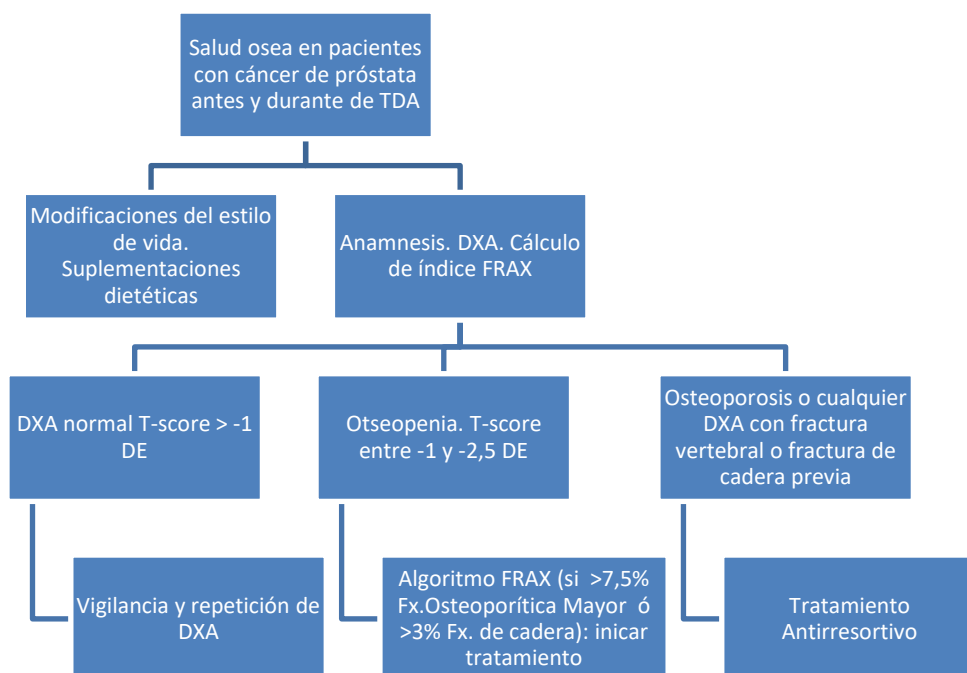 Salud osea en pacientes
con cáncer de próstata
antes y durante de TDA
Modificaciones del estilo
de vida.
Suplementaciones
dietéticas
Anamnesis. DXA. Cálculo
de índice FRAX
DXA normal T-score > -1
DE
Otseopenia. T-score
entre -1 y -2,5 DE
Osteoporosis o cualquier
DXA con fractura
vertebral o fractura de
cadera previa
Vigilancia y repetición de
DXA
Algoritmo FRAX (si >7,5%
Fx.Osteoporítica Mayor ó
>3% Fx. de cadera): inicar
tratamiento
Tratamiento
Antirresortivo